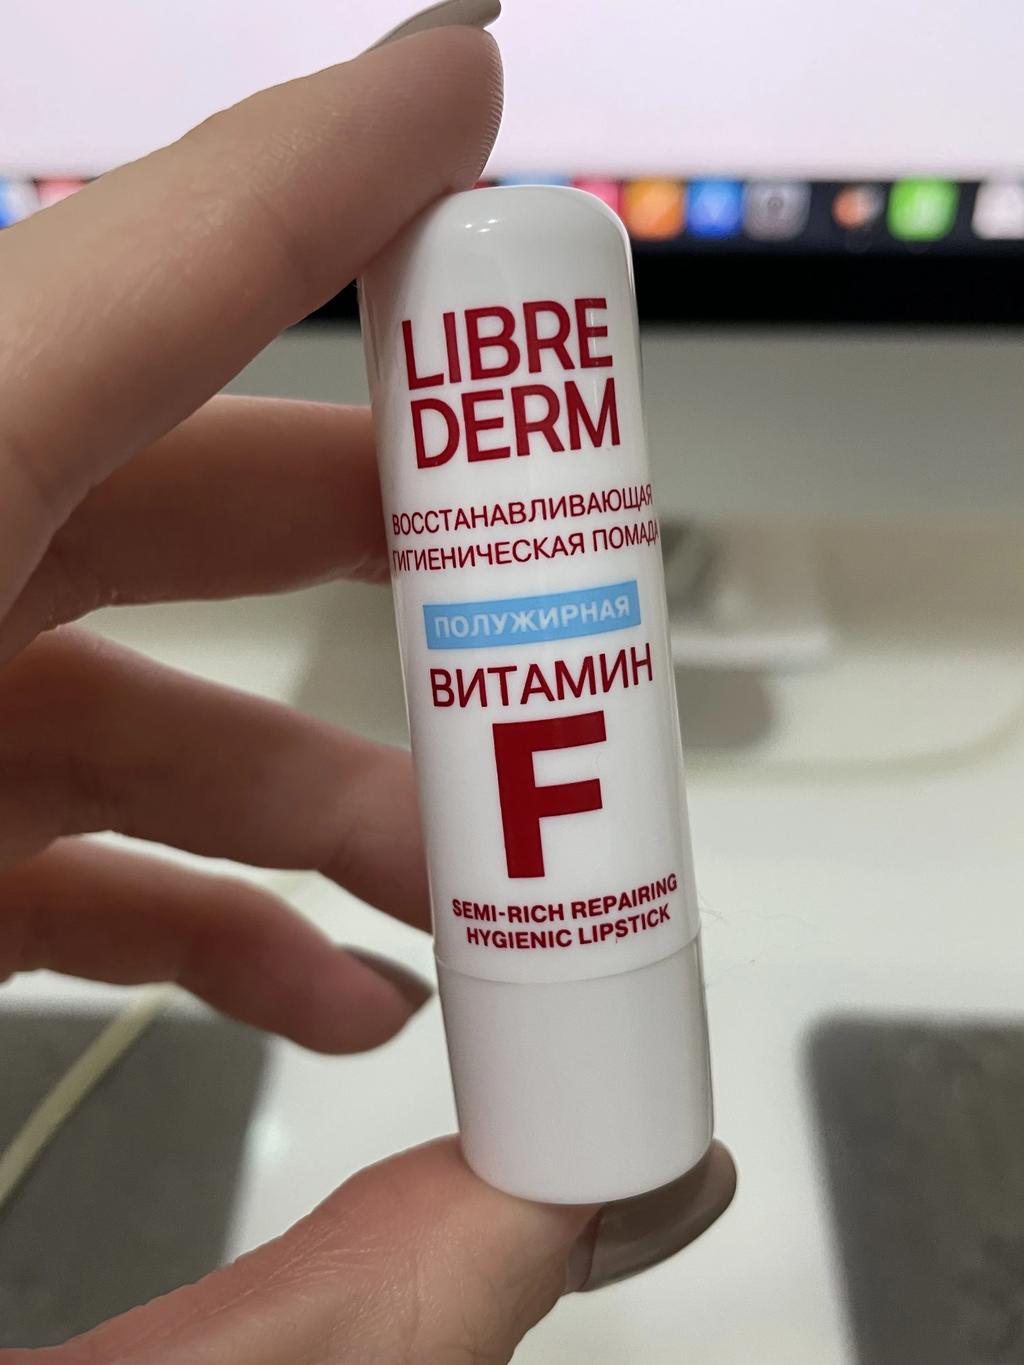 LIBRE
DERM
ВОССТАНАВЛИВАЮЩАЯ
ГИГИЕНИЧЕСКАЯ ПОМАДА
ПОЛУЖИРНАЯ
ВИТАМИН
F
SEMI-RICH REPAIRING
HYGIENIC LIPSTICK